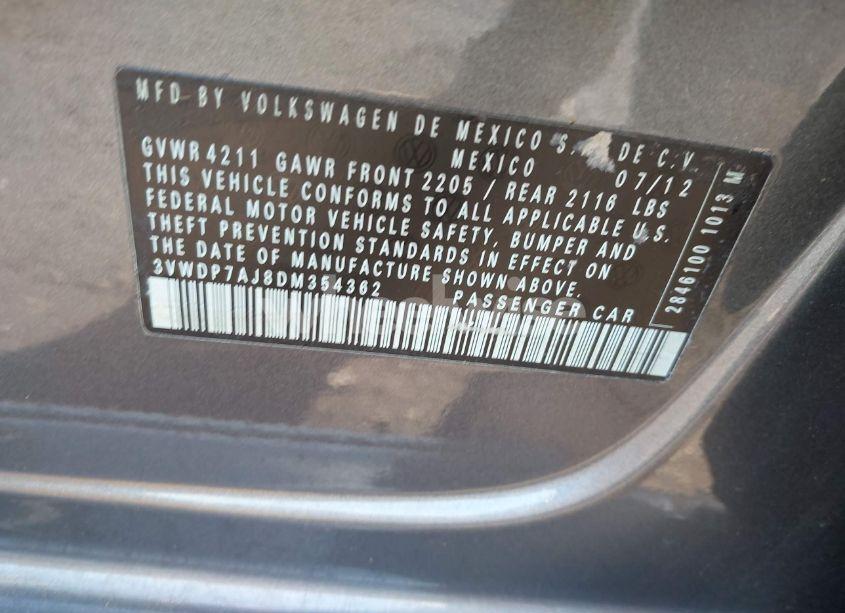 MFD BY VOLKSWAGEN DE MEXICO S. DE C.V.
MEXICO 07/12
GVWR 4211 GAWR FRONT 2205 / REAR 2116 LBS
THIS VEHICLE CONFORMS TO ALL APPLICABLE U.S.
FEDERAL MOTOR VEHICLE SAFETY, BUMPER AND
THEFT PREVENTION STANDARDS IN EFFECT ON
THE DATE OF MANUFACTURE SHOWN ABOVE.
3VWDP7AJ8DM354362 PASSENGER CAR
2846100 1013 M